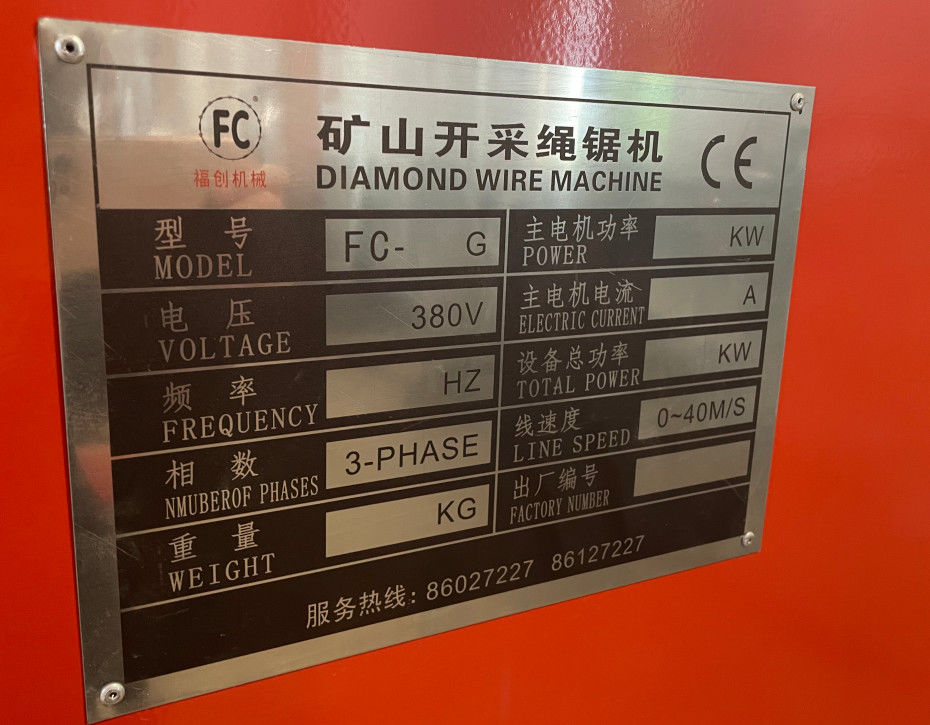 FC®
福创机械
矿山开采绳锯机
DIAMOND WIRE MACHINE
CE
型 号
MODEL
FC- G
电 压
VOLTAGE
380V
频 率
FREQUENCY
HZ
相 数
NMUBEROF PHASES
3-PHASE
重 量
WEIGHT
KG
主电机功率
POWER
KW
主电机电流
ELECTRIC CURRENT
A
设备总功率
TOTAL POWER
KW
线速度
LINE SPEED
0~40M/S
出厂编号
FACTORY NUMBER
服务热线: 86027227 86127227